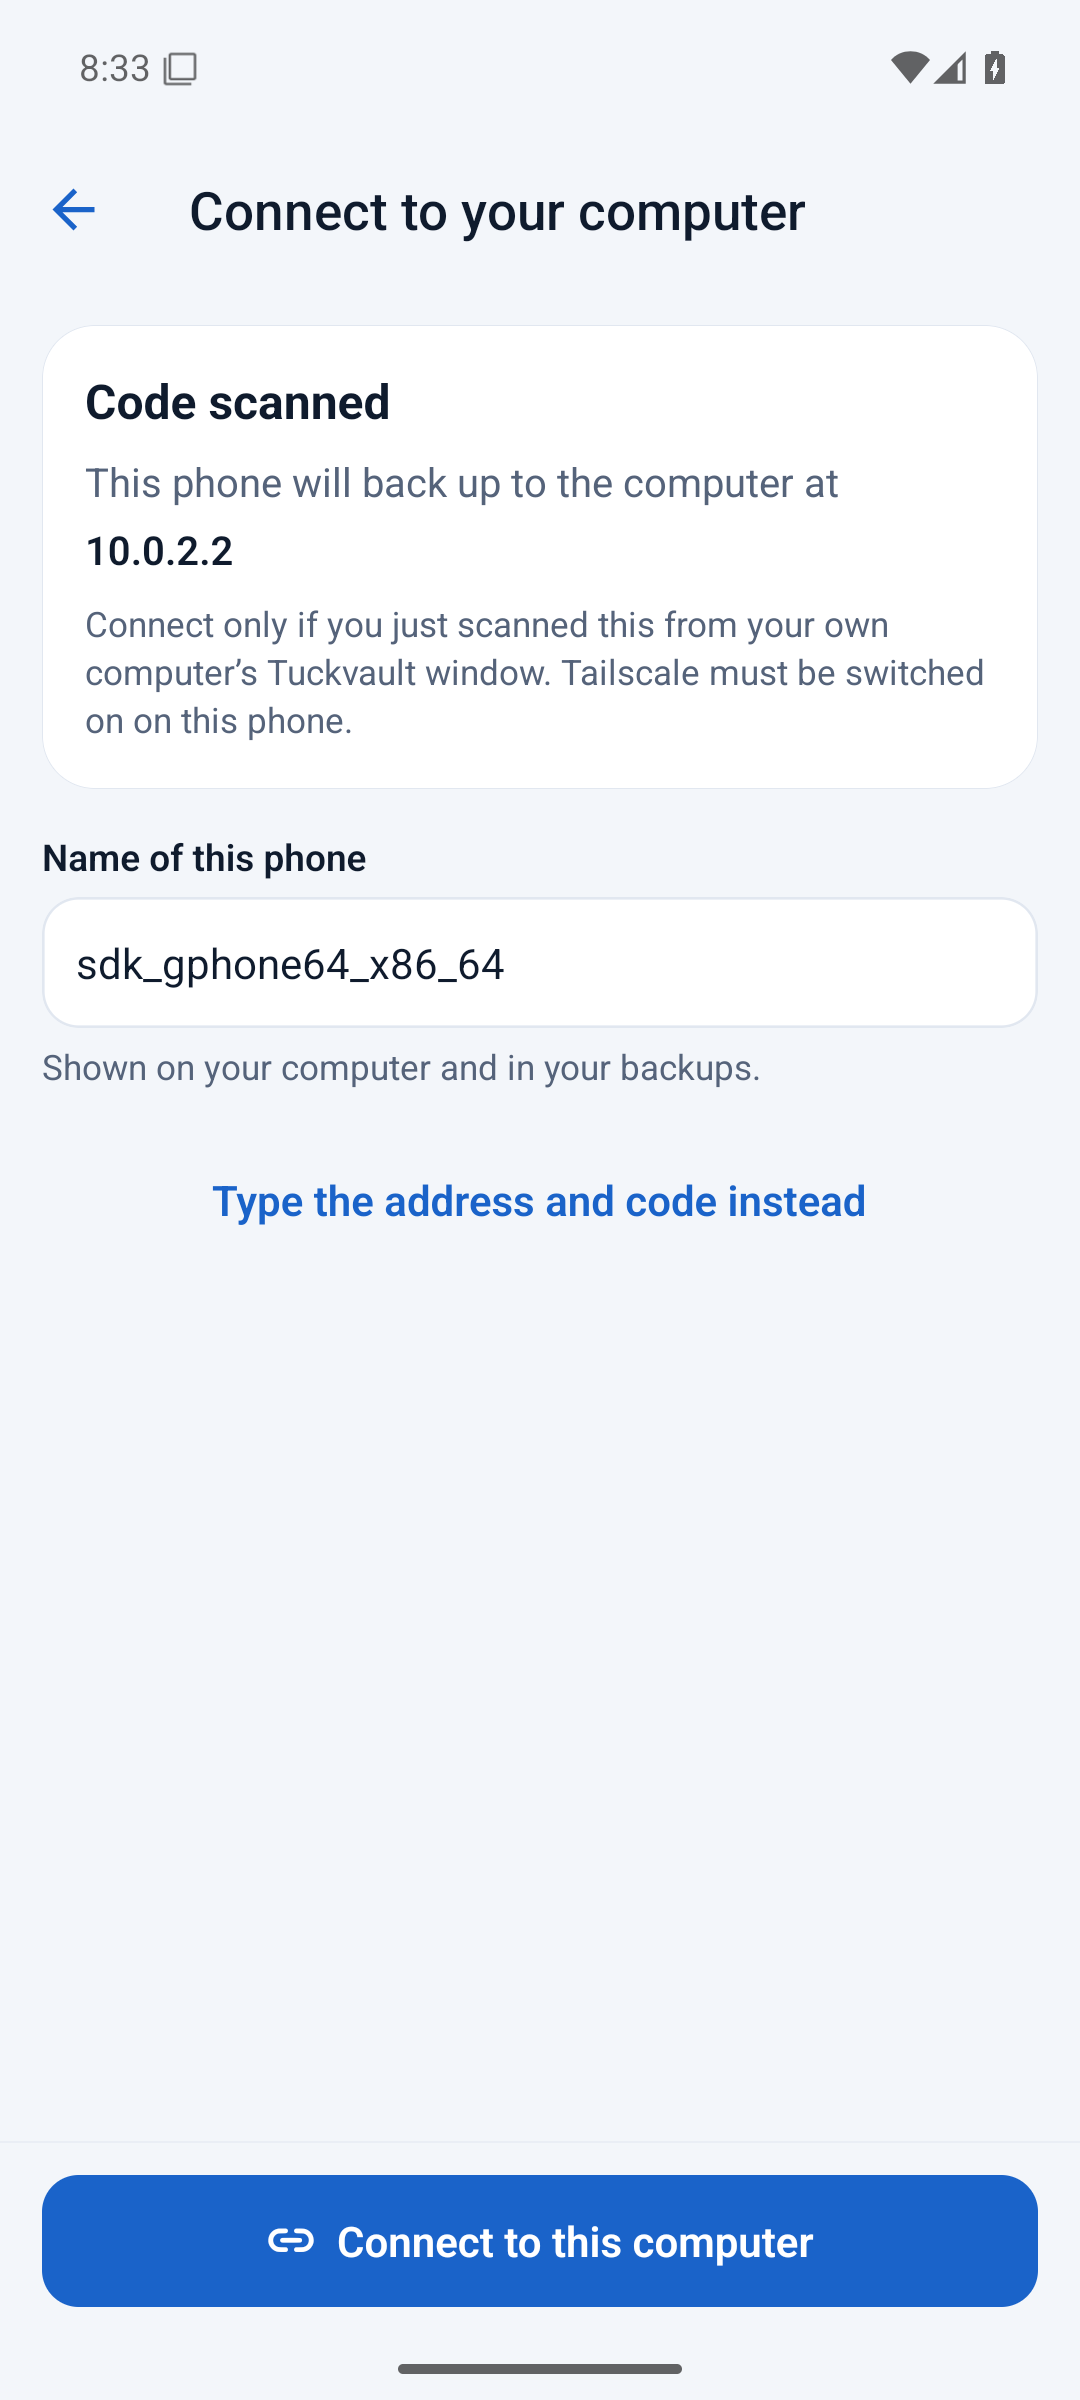 8:33
Connect to your computer
Code scanned
This phone will back up to the computer at
10.0.2.2
Connect only if you just scanned this from your own
computer’s Tuckvault window. Tailscale must be switched
on on this phone.
Name of this phone
sdk_gphone64_x86_64
Shown on your computer and in your backups.
Type the address and code instead
Connect to this computer